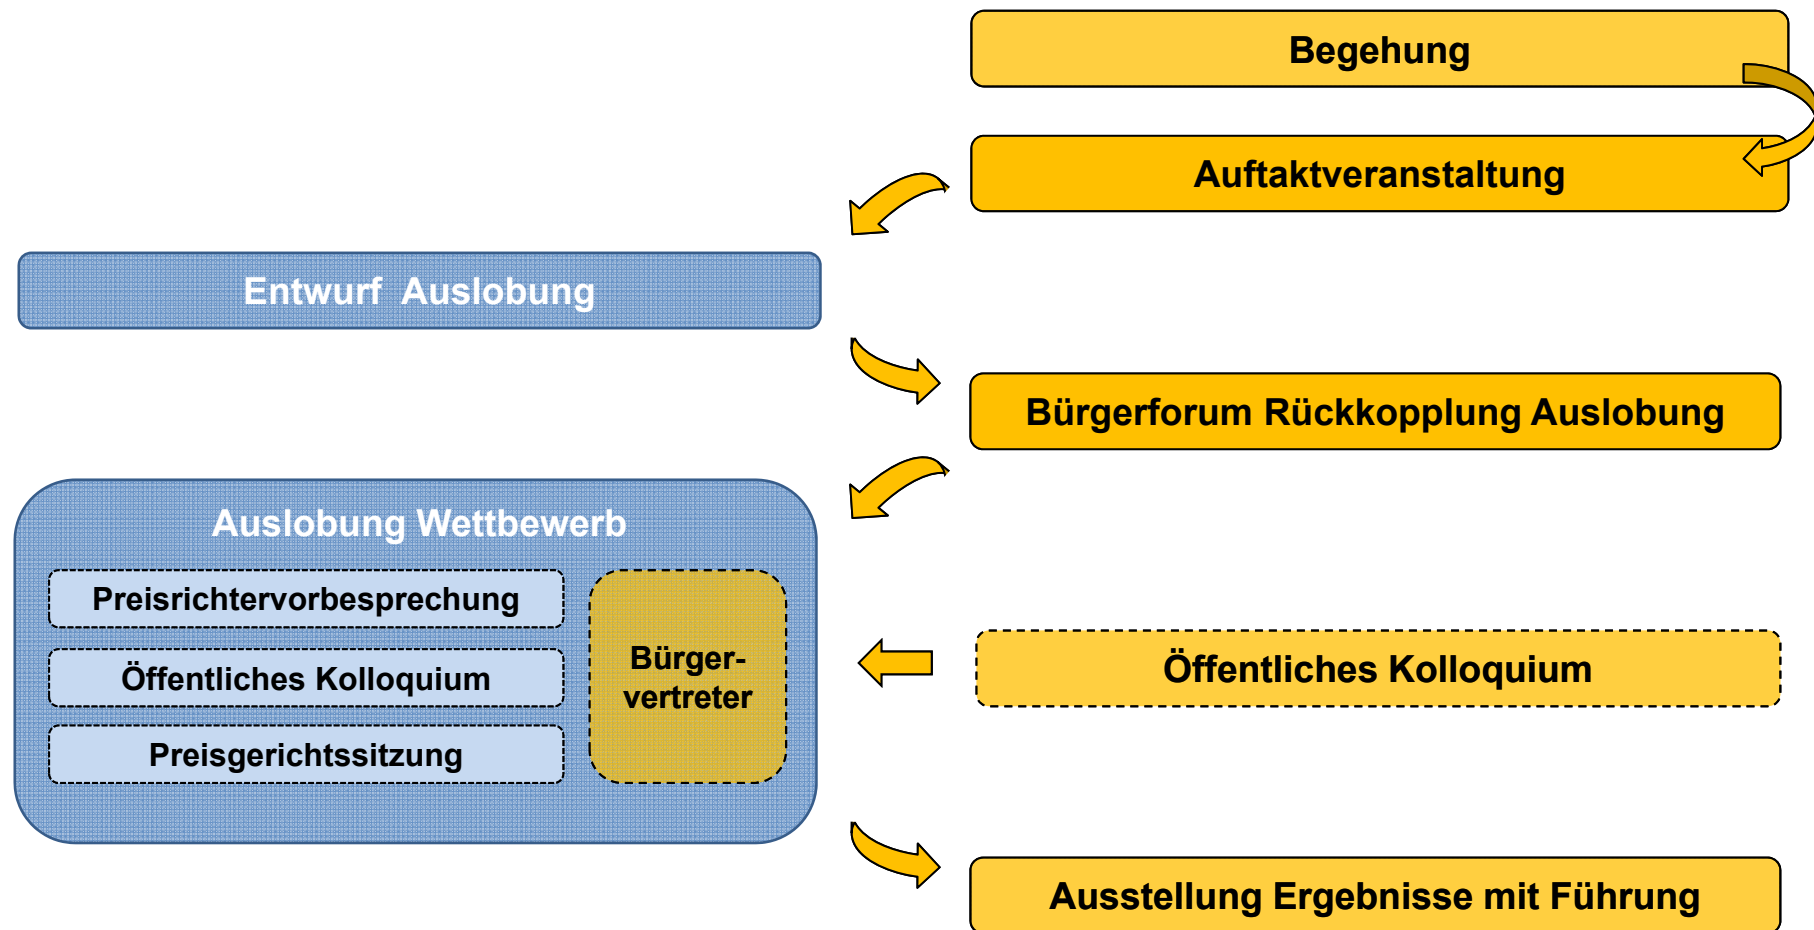 Begehung
Auftaktveranstaltung
Entwurf Auslobung
Bürgerforum Rückkopplung Auslobung
Auslobung Wettbewerb
Preisrichtervorbesprechung
Öffentliches Kolloquium
Preisgerichtssitzung
Bürger-
vertreter
Öffentliches Kolloquium
Ausstellung Ergebnisse mit Führung